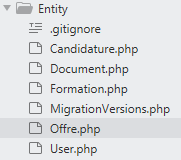 Entity
.gitignore
Candidature.php
Document.php
Formation.php
MigrationVersions.php
Offre.php
User.php